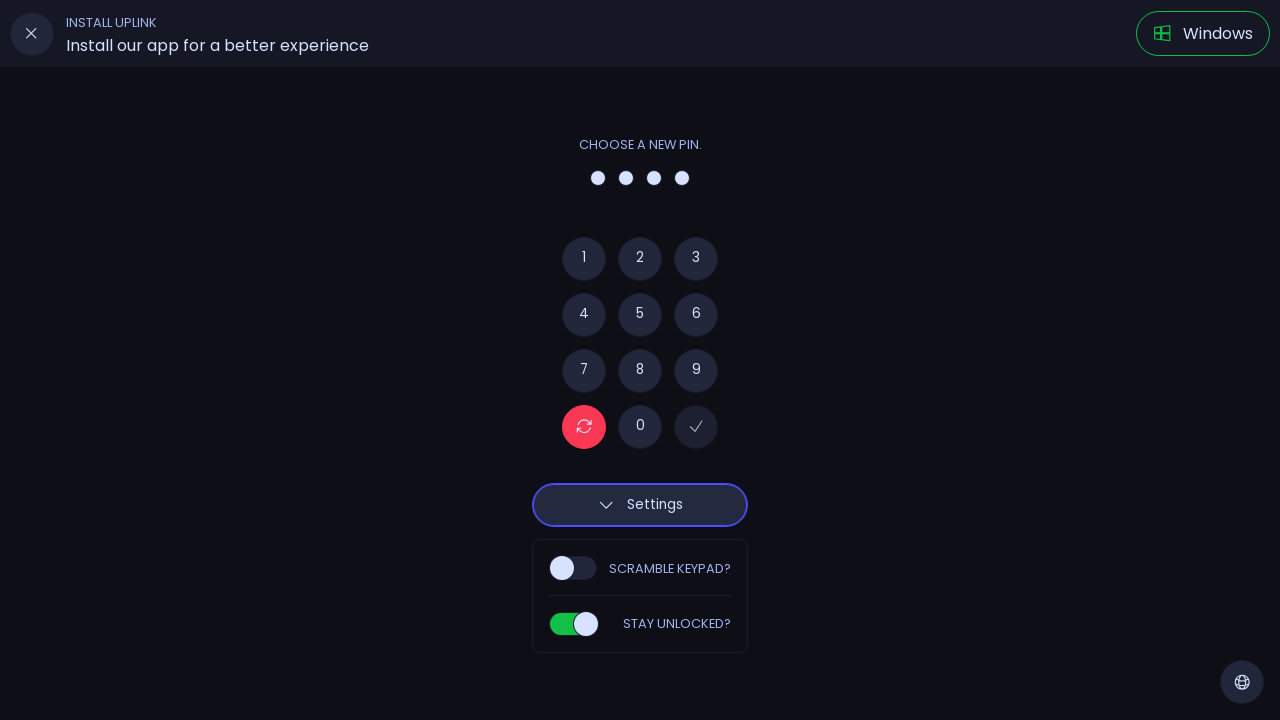 INSTALL UPLINK
Install our app for a better experience
Windows
CHOOSE A NEW PIN.
1 2 3
4 5 6
7 8 9
0
Settings
SCRAMBLE KEYPAD?
STAY UNLOCKED?